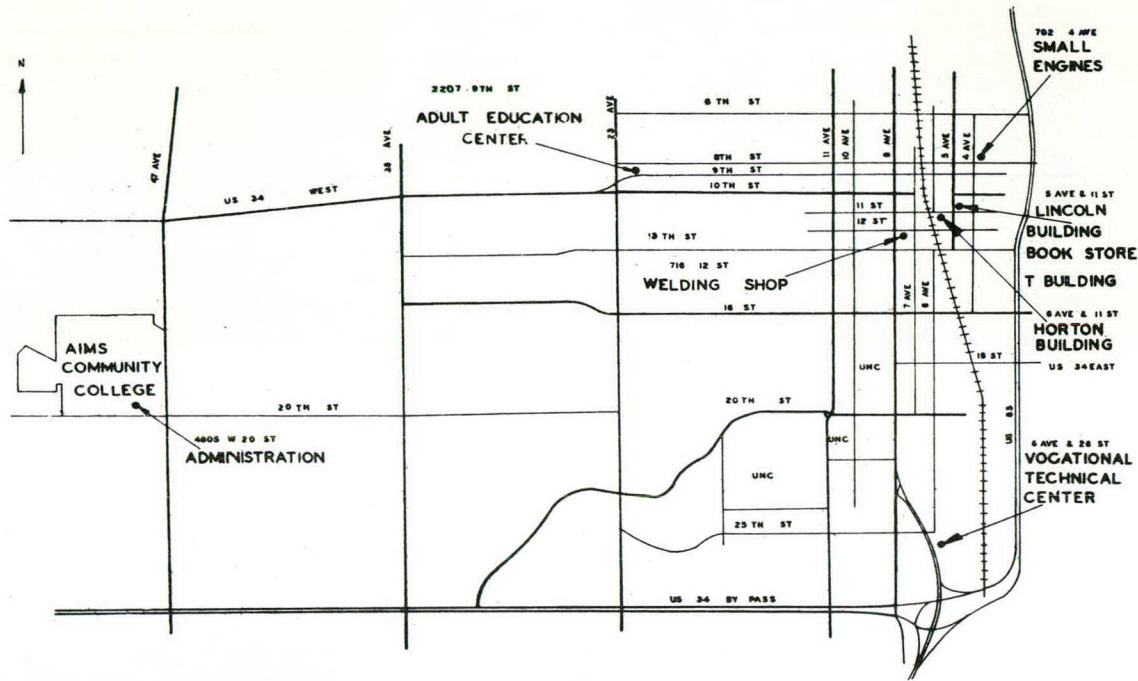 N
702 4 AVE
SMALL
ENGINES
2207 9TH ST
ADULT EDUCATION
CENTER
47 AVE
38 AVE
23 AVE
11 AVE
10 AVE
8 AVE
5 AVE
4 AVE
6 TH ST
8TH ST
9TH ST
10 TH ST
US 34 WEST
11 ST
12 ST
5 AVE & 11 ST
LINCOLN
BUILDING
BOOK STORE
T BUILDING
13 TH ST
716 12 ST
WELDING SHOP
7 AVE
6 AVE
16 ST
6 AVE & 11 ST
HORTON
BUILDING
AIMS
COMMUNITY
COLLEGE
UNC
18 ST
US 34 EAST
20 TH ST
20 TH ST
US 85
4805 W 20 ST
ADMINISTRATION
UNC
UNC
6 AVE & 26 ST
VOCATIONAL
TECHNICAL
CENTER
25 TH ST
US 34 BY PASS